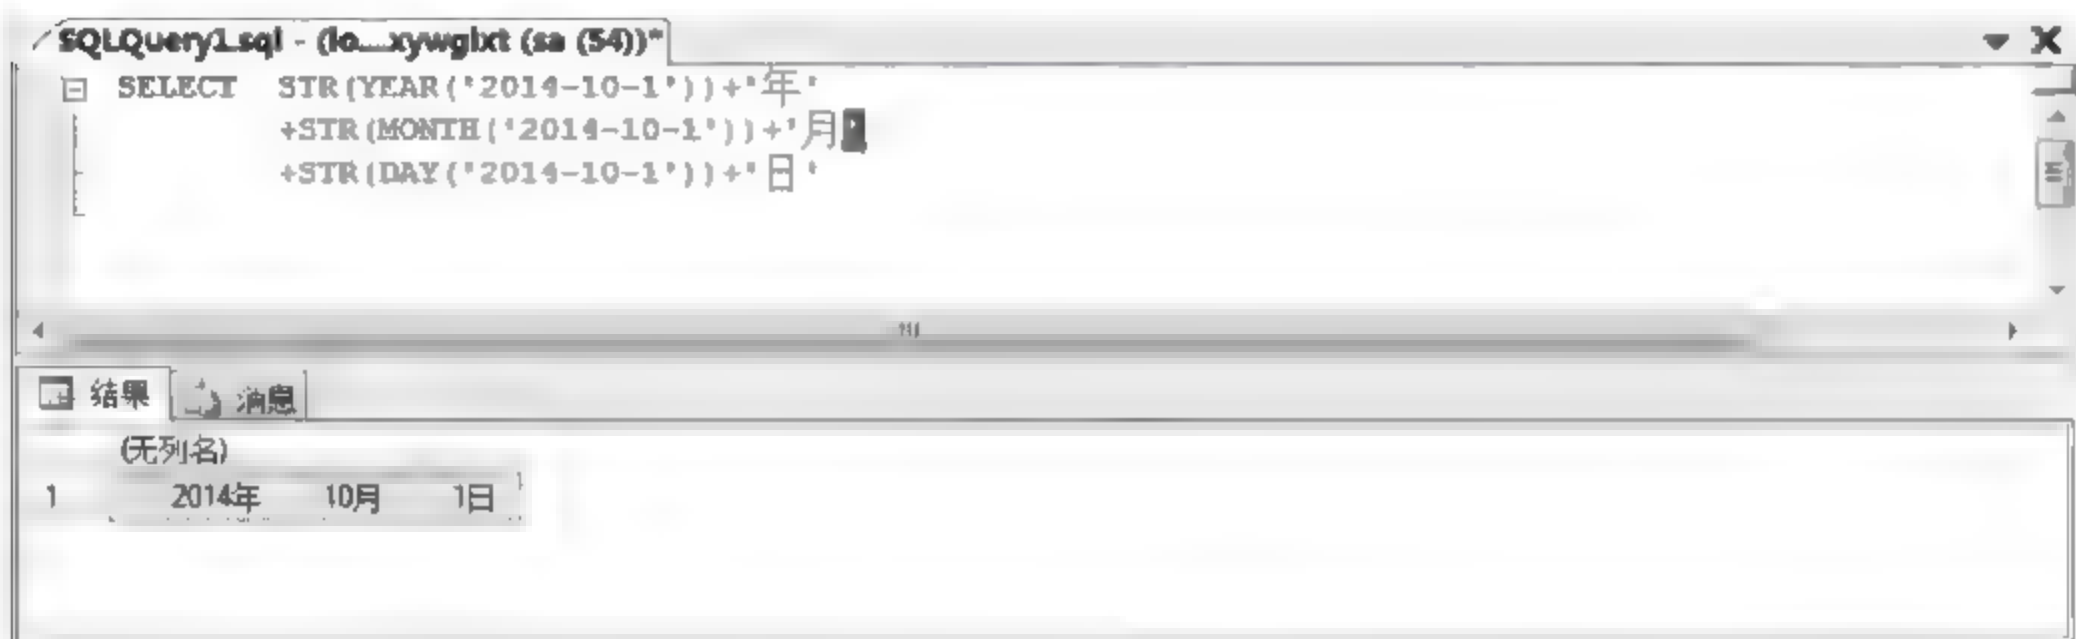 SQLQuery1.sql - (lo...xywglxt (sa (54))*
SELECT STR(YEAR('2014-10-1'))+'年'
+STR(MONTH('2014-10-1'))+'月'
+STR(DAY('2014-10-1'))+'日'
结果 消息
(无列名)
1 2014年 10月 1日